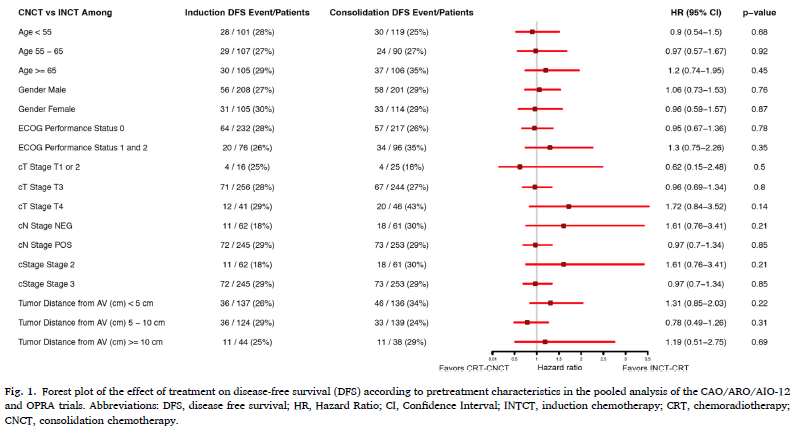 CNCT vs INCT Among Induction DFS Event/Patients Consolidation DFS Event/Patients HR (95% CI) p−value
Age < 55 28 / 101 (28%) 30 / 119 (25%) 0.9 (0.54−1.5) 0.68
Age 55 − 65 29 / 107 (27%) 24 / 90 (27%) 0.97 (0.57−1.67) 0.92
Age >= 65 30 / 105 (29%) 37 / 106 (35%) 1.2 (0.74−1.95) 0.45
Gender Male 56 / 208 (27%) 58 / 201 (29%) 1.06 (0.73−1.53) 0.76
Gender Female 31 / 105 (30%) 33 / 114 (29%) 0.96 (0.59−1.57) 0.87
ECOG Performance Status 0 64 / 232 (28%) 57 / 217 (26%) 0.95 (0.67−1.36) 0.78
ECOG Performance Status 1 and 2 20 / 76 (26%) 34 / 96 (35%) 1.3 (0.75−2.26) 0.35
cT Stage T1 or 2 4 / 16 (25%) 4 / 25 (16%) 0.62 (0.15−2.48) 0.5
cT Stage T3 71 / 256 (28%) 67 / 244 (27%) 0.96 (0.69−1.34) 0.8
cT Stage T4 12 / 41 (29%) 20 / 46 (43%) 1.72 (0.84−3.52) 0.14
cN Stage NEG 11 / 62 (18%) 18 / 61 (30%) 1.61 (0.76−3.41) 0.21
cN Stage POS 72 / 245 (29%) 73 / 253 (29%) 0.97 (0.7−1.34) 0.85
cStage Stage 2 11 / 62 (18%) 18 / 61 (30%) 1.61 (0.76−3.41) 0.21
cStage Stage 3 72 / 245 (29%) 73 / 253 (29%) 0.97 (0.7−1.34) 0.85
Tumor Distance from AV (cm) < 5 cm 36 / 137 (26%) 46 / 136 (34%) 1.31 (0.85−2.03) 0.22
Tumor Distance from AV (cm) 5 − 10 cm 36 / 124 (29%) 33 / 139 (24%) 0.78 (0.49−1.26) 0.31
Tumor Distance from AV (cm) >= 10 cm 11 / 44 (25%) 11 / 38 (29%) 1.19 (0.51−2.75) 0.69
0.01 0.5 1 1.5 2 2.5 3 3.5
Favors CRT−CNCT Hazard ratio Favors INCT−CRT
Fig. 1. Forest plot of the effect of treatment on disease-free survival (DFS) according to pretreatment characteristics in the pooled analysis of the CAO/ARO/AIO-12
and OPRA trials. Abbreviations: DFS, disease free survival; HR, Hazard Ratio; CI, Confidence Interval; INTCT, induction chemotherapy; CRT, chemoradiotherapy;
CNCT, consolidation chemotherapy.